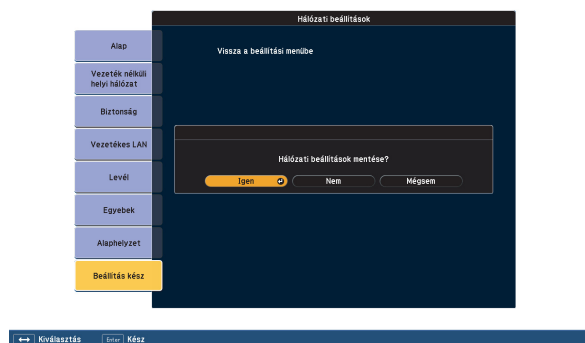 Hálózati beállítások
Alap
Vissza a beállítási menübe
Vezeték nélküli
helyi hálózat
Biztonság
Vezetékes LAN
Hálózati beállítások mentése?
Levél
Igen
Nem
Mégsem
Egyebek
Alaphelyzet
Beállítás kész
Kiválasztás
Enter
Kész